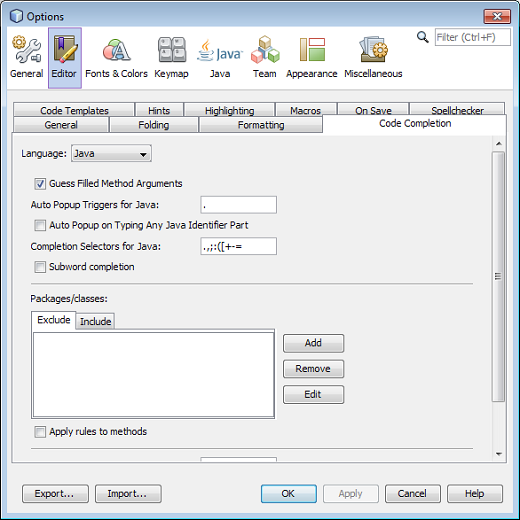 Options
Filter (Ctrl+F)
General Editor Fonts & Colors Keymap Java Team Appearance Miscellaneous
Code Templates Hints Highlighting Macros On Save Spellchecker
General Folding Formatting Code Completion
Language: Java
Guess Filled Method Arguments
Auto Popup Triggers for Java: .
Auto Popup on Typing Any Java Identifier Part
Completion Selectors for Java: .,;:([+-=
Subword completion
Packages/classes:
Exclude Include
Add
Remove
Edit
Apply rules to methods
Export... Import... OK Apply Cancel Help